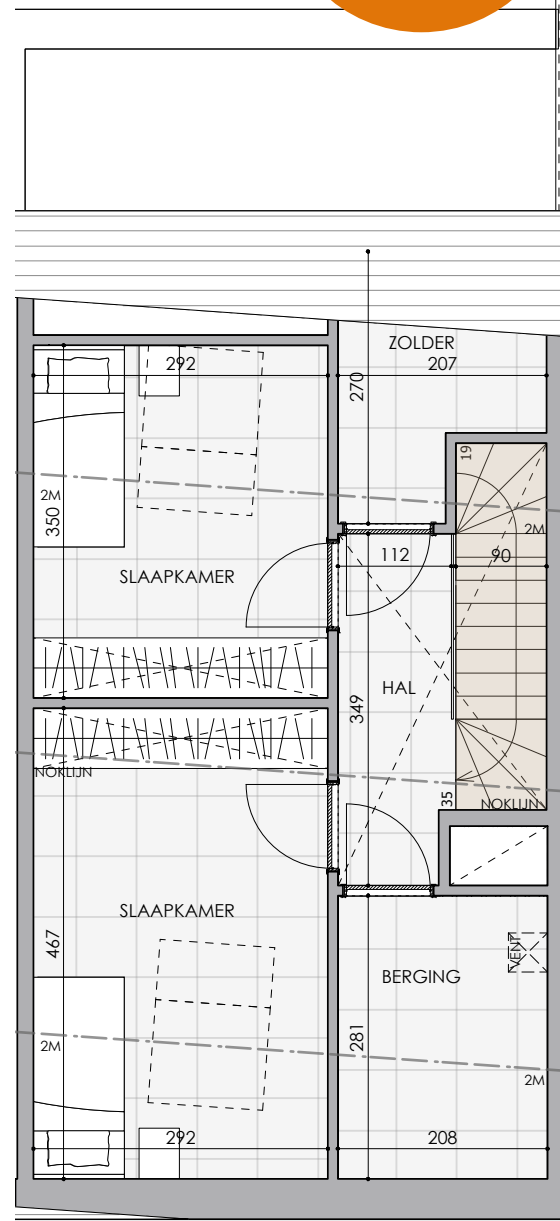 ZOLDER
292
207
270
19
2M
350
2M
112
90
SLAAPKAMER
HAL
349
NOKLIJN
35
NOKLIJN
SLAAPKAMER
467
VENT
BERGING
281
2M
2M
292
208